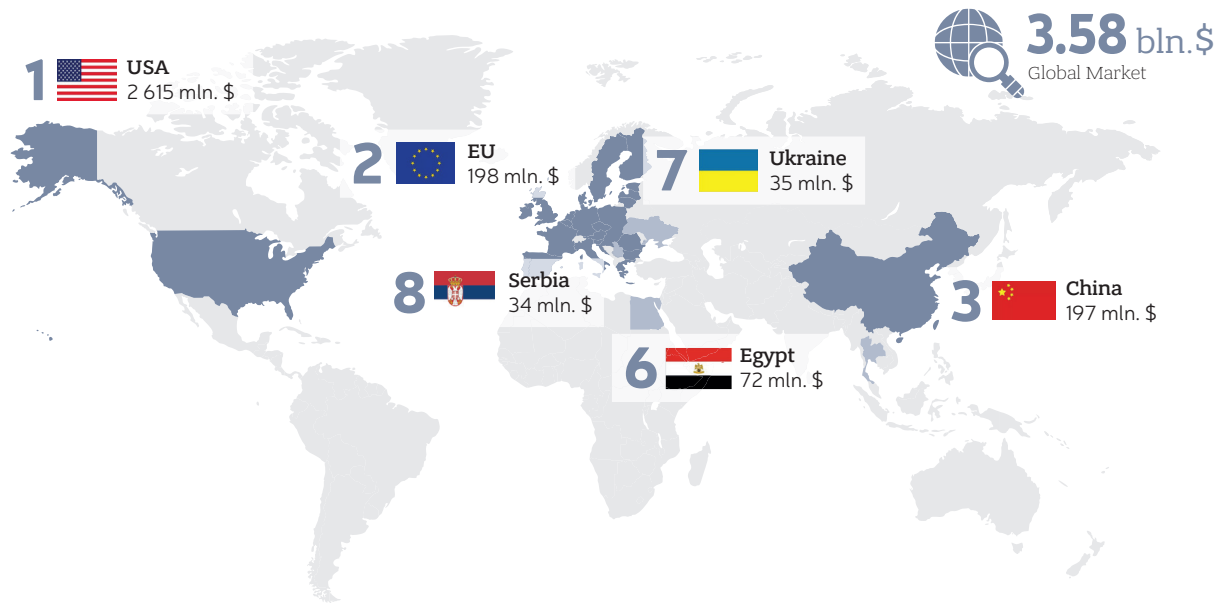 3.58 bln.$
Global Market
1
USA
2 615 mln. $
2
EU
198 mln. $
7
Ukraine
35 mln. $
8
Serbia
34 mln. $
3
China
197 mln. $
6
Egypt
72 mln. $